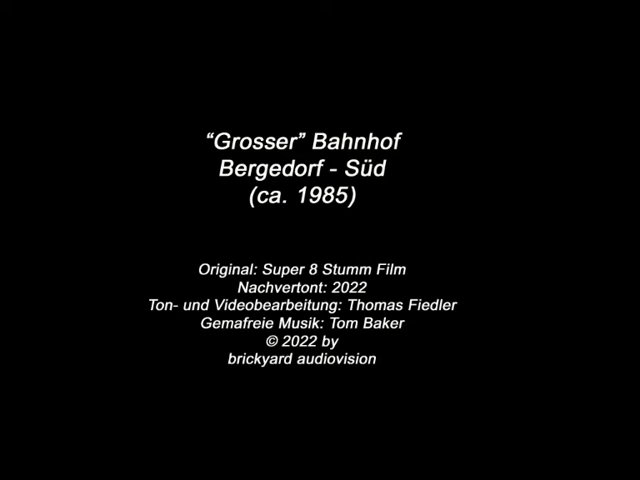 “Grosser” Bahnhof
Bergedorf - Süd
(ca. 1985)
Original: Super 8 Stumm Film
Nachvertont: 2022
Ton- und Videobearbeitung: Thomas Fiedler
Gemafreie Musik: Tom Baker
© 2022 by
brickyard audiovision